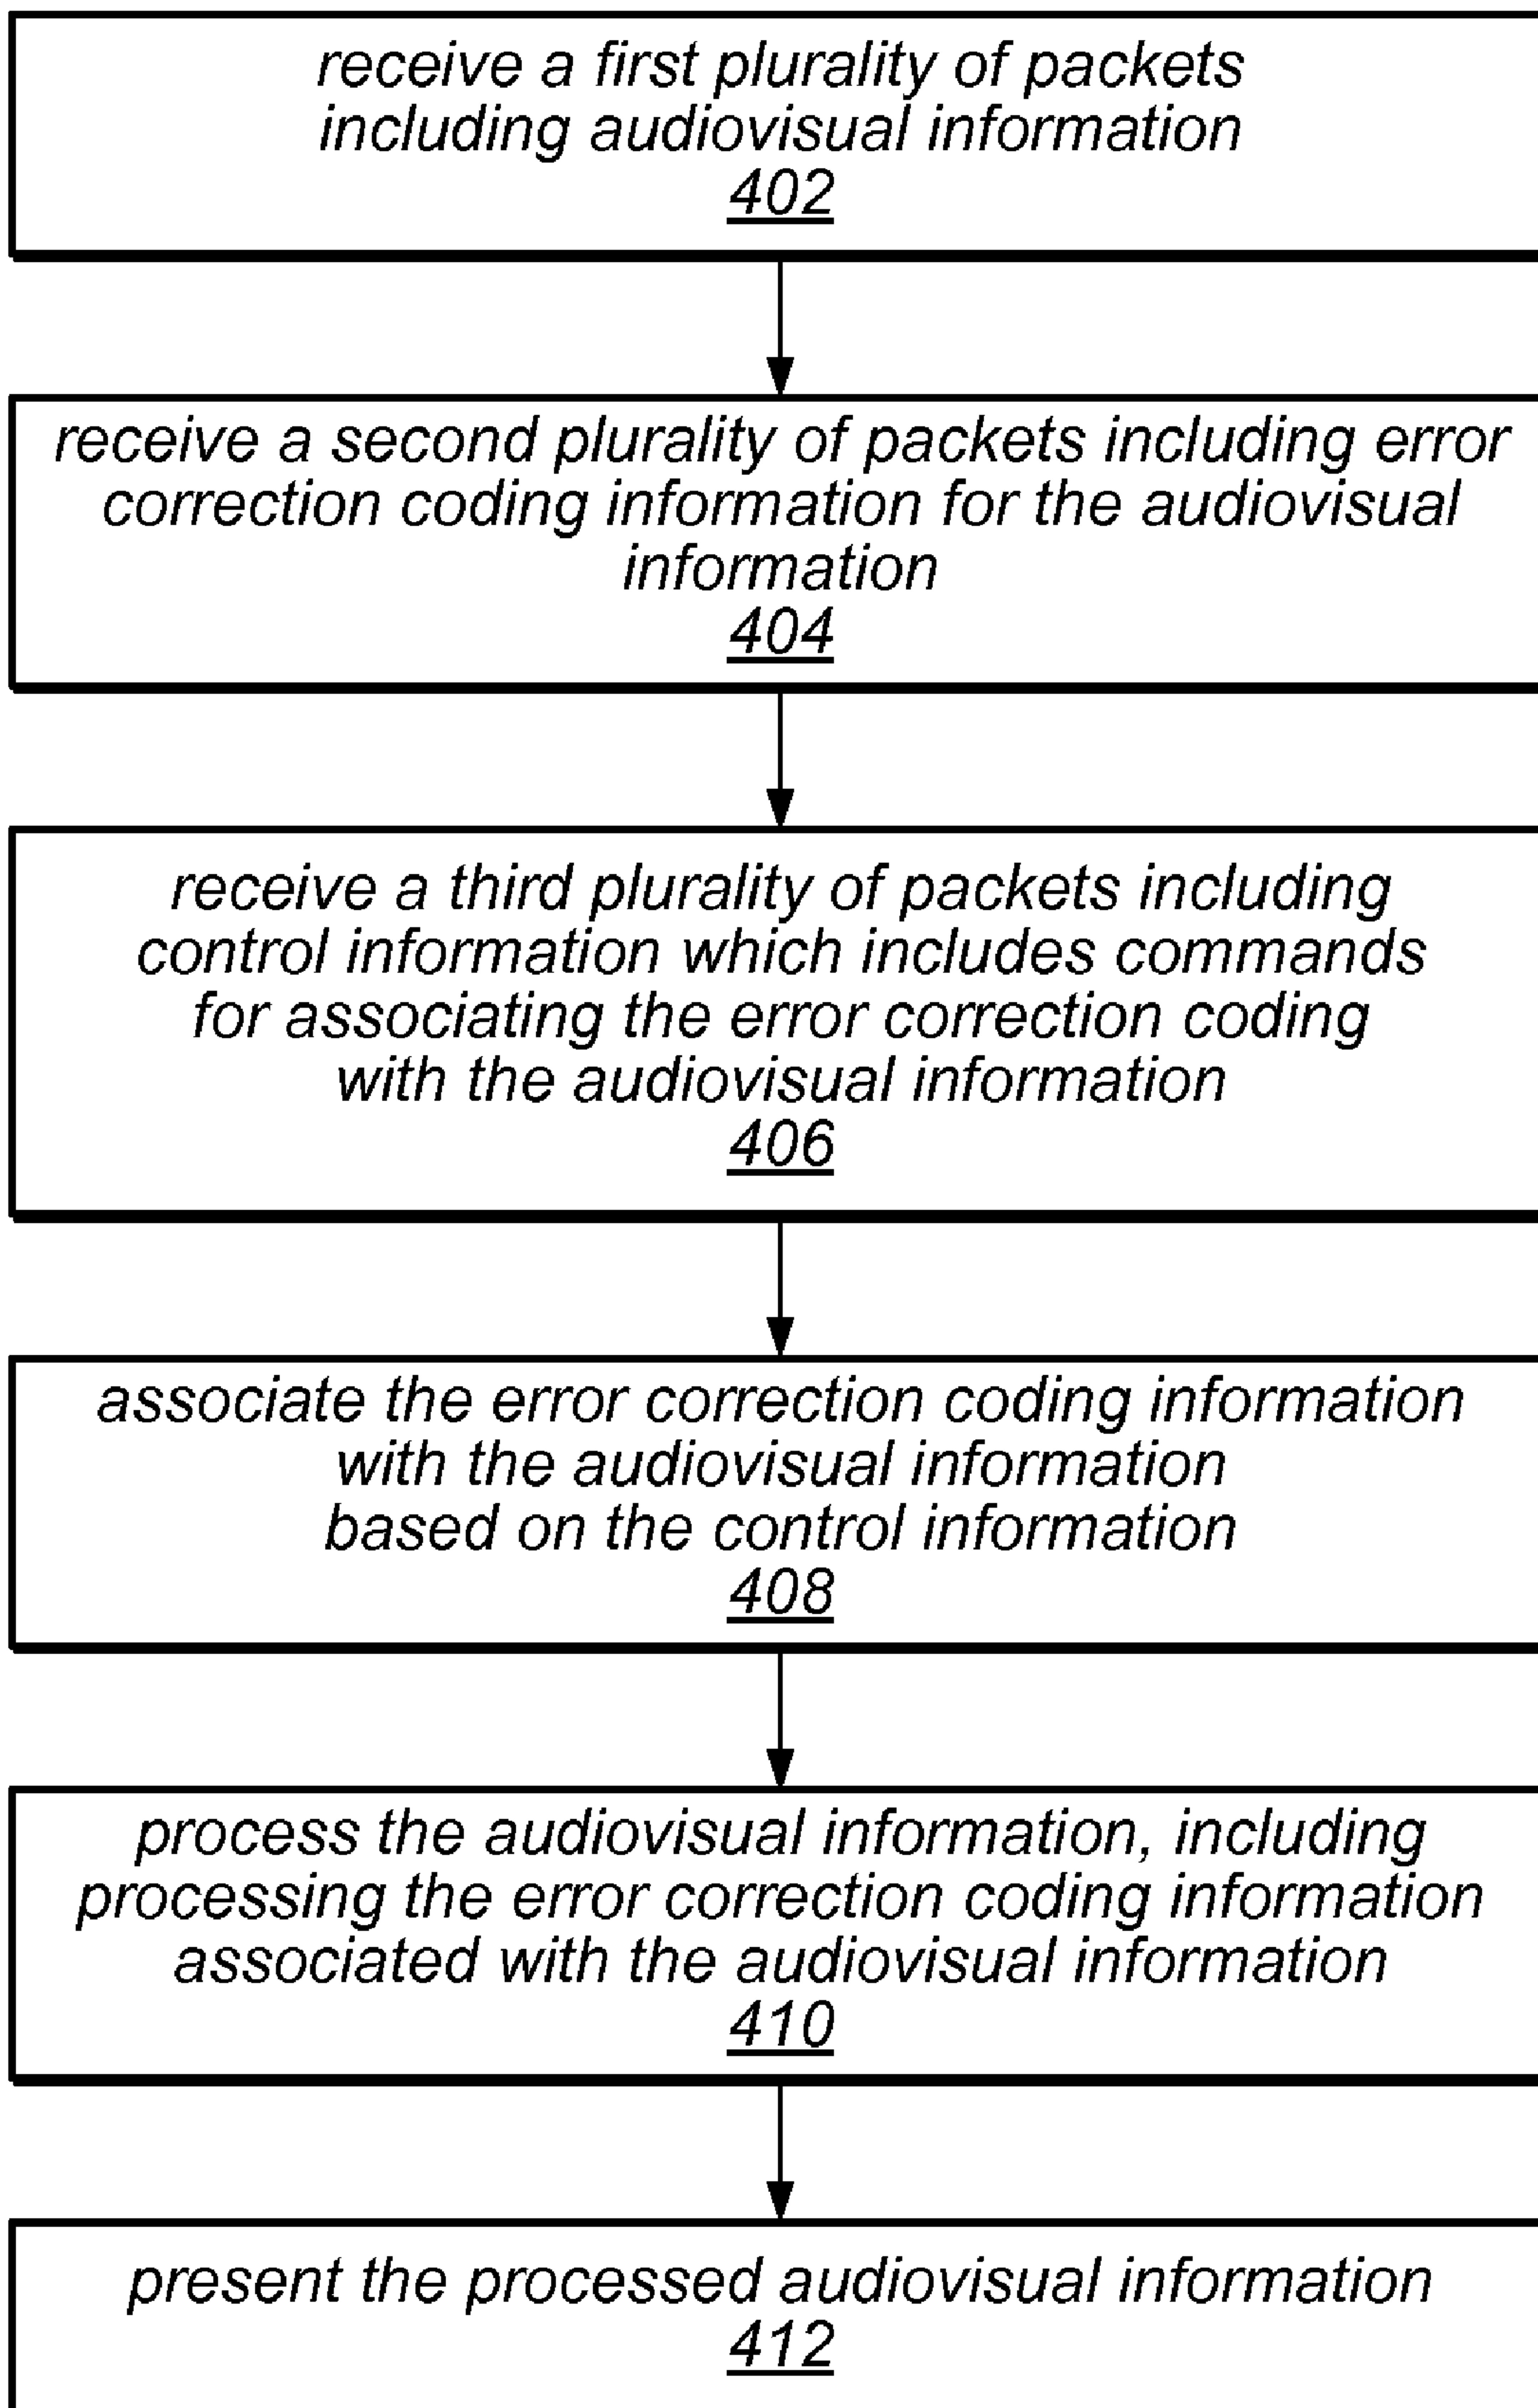 receive a first plurality of packets
including audiovisual information
402
receive a second plurality of packets including error
correction coding information for the audiovisual
information
404
receive a third plurality of packets including
control information which includes commands
for associating the error correction coding
with the audiovisual information
406
associate the error correction coding information
with the audiovisual information
based on the control information
408
process the audiovisual information, including
processing the error correction coding information
associated with the audiovisual information
410
present the processed audiovisual information
412